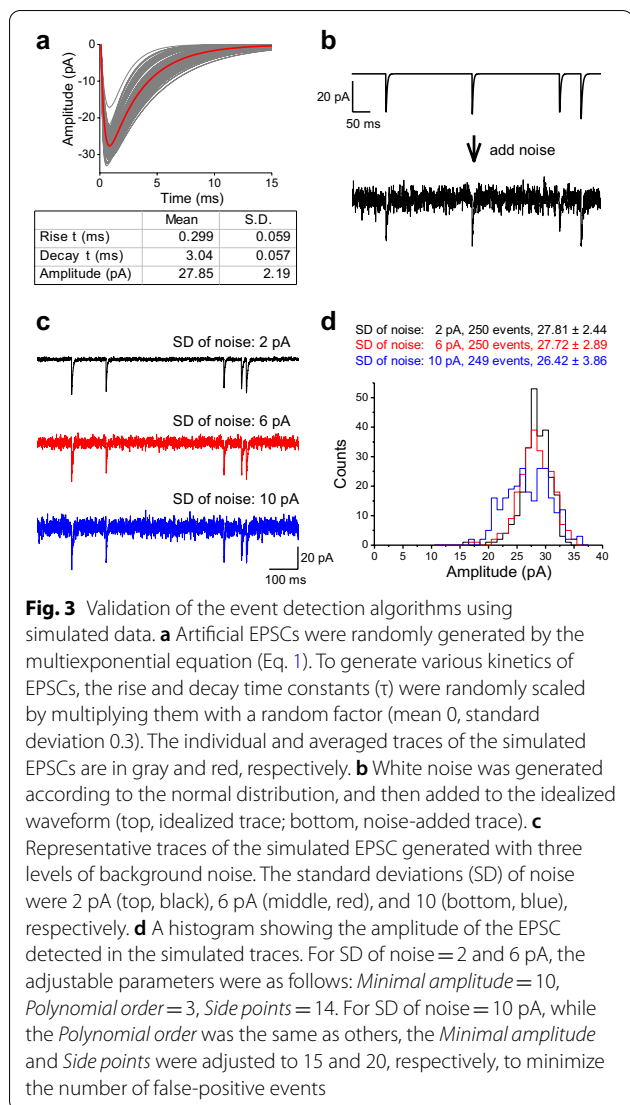 a
0
-10
-20
-30
Amplitude (pA)
0 5 10 15
Time (ms)
Mean S.D.
Rise t (ms) 0.299 0.059
Decay t (ms) 3.04 0.057
Amplitude (pA) 27.85 2.19
b
20 pA
50 ms
add noise
c
SD of noise: 2 pA
SD of noise: 6 pA
SD of noise: 10 pA
20 pA
100 ms
d
SD of noise: 2 pA, 250 events, 27.81 ± 2.44
SD of noise: 6 pA, 250 events, 27.72 ± 2.89
SD of noise: 10 pA, 249 events, 26.42 ± 3.86
50
40
30
20
10
0
Counts
0 5 10 15 20 25 30 35 40
Amplitude (pA)
Fig. 3 Validation of the event detection algorithms using
simulated data. a Artificial EPSCs were randomly generated by the
multiexponential equation (Eq. 1). To generate various kinetics of
EPSCs, the rise and decay time constants (τ) were randomly scaled
by multiplying them with a random factor (mean 0, standard
deviation 0.3). The individual and averaged traces of the simulated
EPSCs are in gray and red, respectively. b White noise was generated
according to the normal distribution, and then added to the idealized
waveform (top, idealized trace; bottom, noise-added trace). c
Representative traces of the simulated EPSC generated with three
levels of background noise. The standard deviations (SD) of noise
were 2 pA (top, black), 6 pA (middle, red), and 10 (bottom, blue),
respectively. d A histogram showing the amplitude of the EPSC
detected in the simulated traces. For SD of noise = 2 and 6 pA, the
adjustable parameters were as follows: Minimal amplitude = 10,
Polynomial order = 3, Side points = 14. For SD of noise = 10 pA, while
the Polynomial order was the same as others, the Minimal amplitude
and Side points were adjusted to 15 and 20, respectively, to minimize
the number of false-positive events